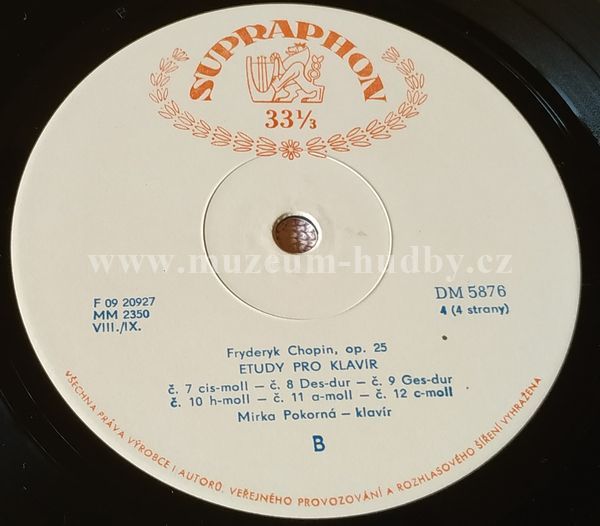 SUPRAPHON
33⅓
www.muzeum-hudby.cz
F 09 20927
MM 2350
VIII./IX.
DM 5876
4 (4 strany)
Fryderyk Chopin, op. 25
ETUDY PRO KLAVÍR
č. 7 cis-moll – č. 8 Des-dur – č. 9 Ges-dur
č. 10 h-moll – č. 11 a-moll – č. 12 c-moll
Mirka Pokorná – klavír
B
VŠECHNA PRÁVA VÝROBCE I AUTORŮ. VEŘEJNÉHO PROVOZOVÁNÍ A ROZHLASOVÉHO ŠÍŘENÍ VYHRAŽENA